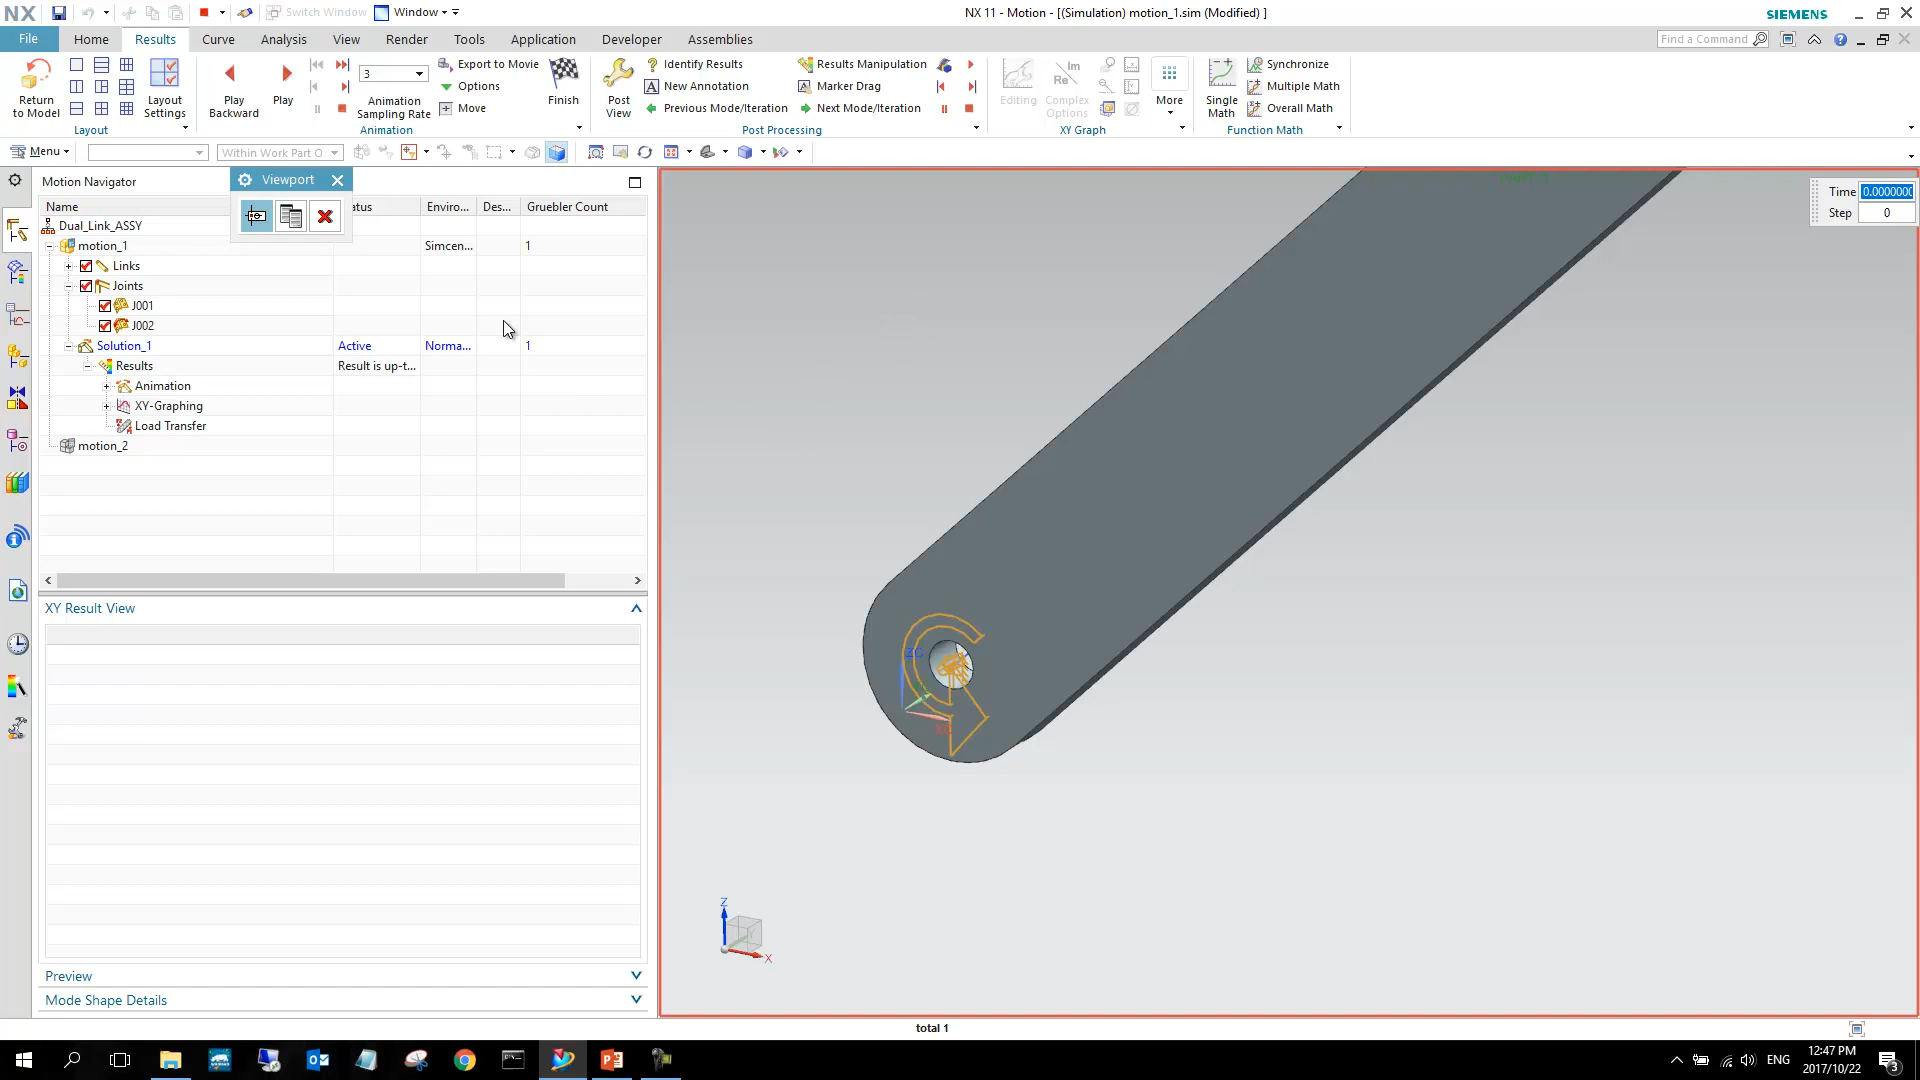 NX
Switch Window
Window
NX 11 - Motion - [(Simulation) motion_1.sim (Modified) ]
SIEMENS
File
Home
Results
Curve
Analysis
View
Render
Tools
Application
Developer
Assemblies
Find a Command
Return to Model
Layout Settings
Layout
Play Backward
Play
3
Animation Sampling Rate
Export to Movie
Options
Move
Finish
Animation
Post View
Identify Results
New Annotation
Previous Mode/Iteration
Results Manipulation
Marker Drag
Next Mode/Iteration
Post Processing
Editing
Complex Options
Re/Im
More
XY Graph
Single Math
Synchronize
Multiple Math
Overall Math
Function Math
Menu
Within Work Part O
Motion Navigator
Viewport
Name
atus
Enviro...
Des...
Gruebler Count
Dual_Link_ASSY
motion_1
Simcen...
1
Links
Joints
J001
J002
Solution_1
Active
Norma...
1
Results
Result is up-t...
Animation
XY-Graphing
Load Transfer
motion_2
XY Result View
Preview
Mode Shape Details
Time 0.0000000
Step 0
ZC
XC
Z
X
total 1
ENG
12:47 PM
2017/10/22
3